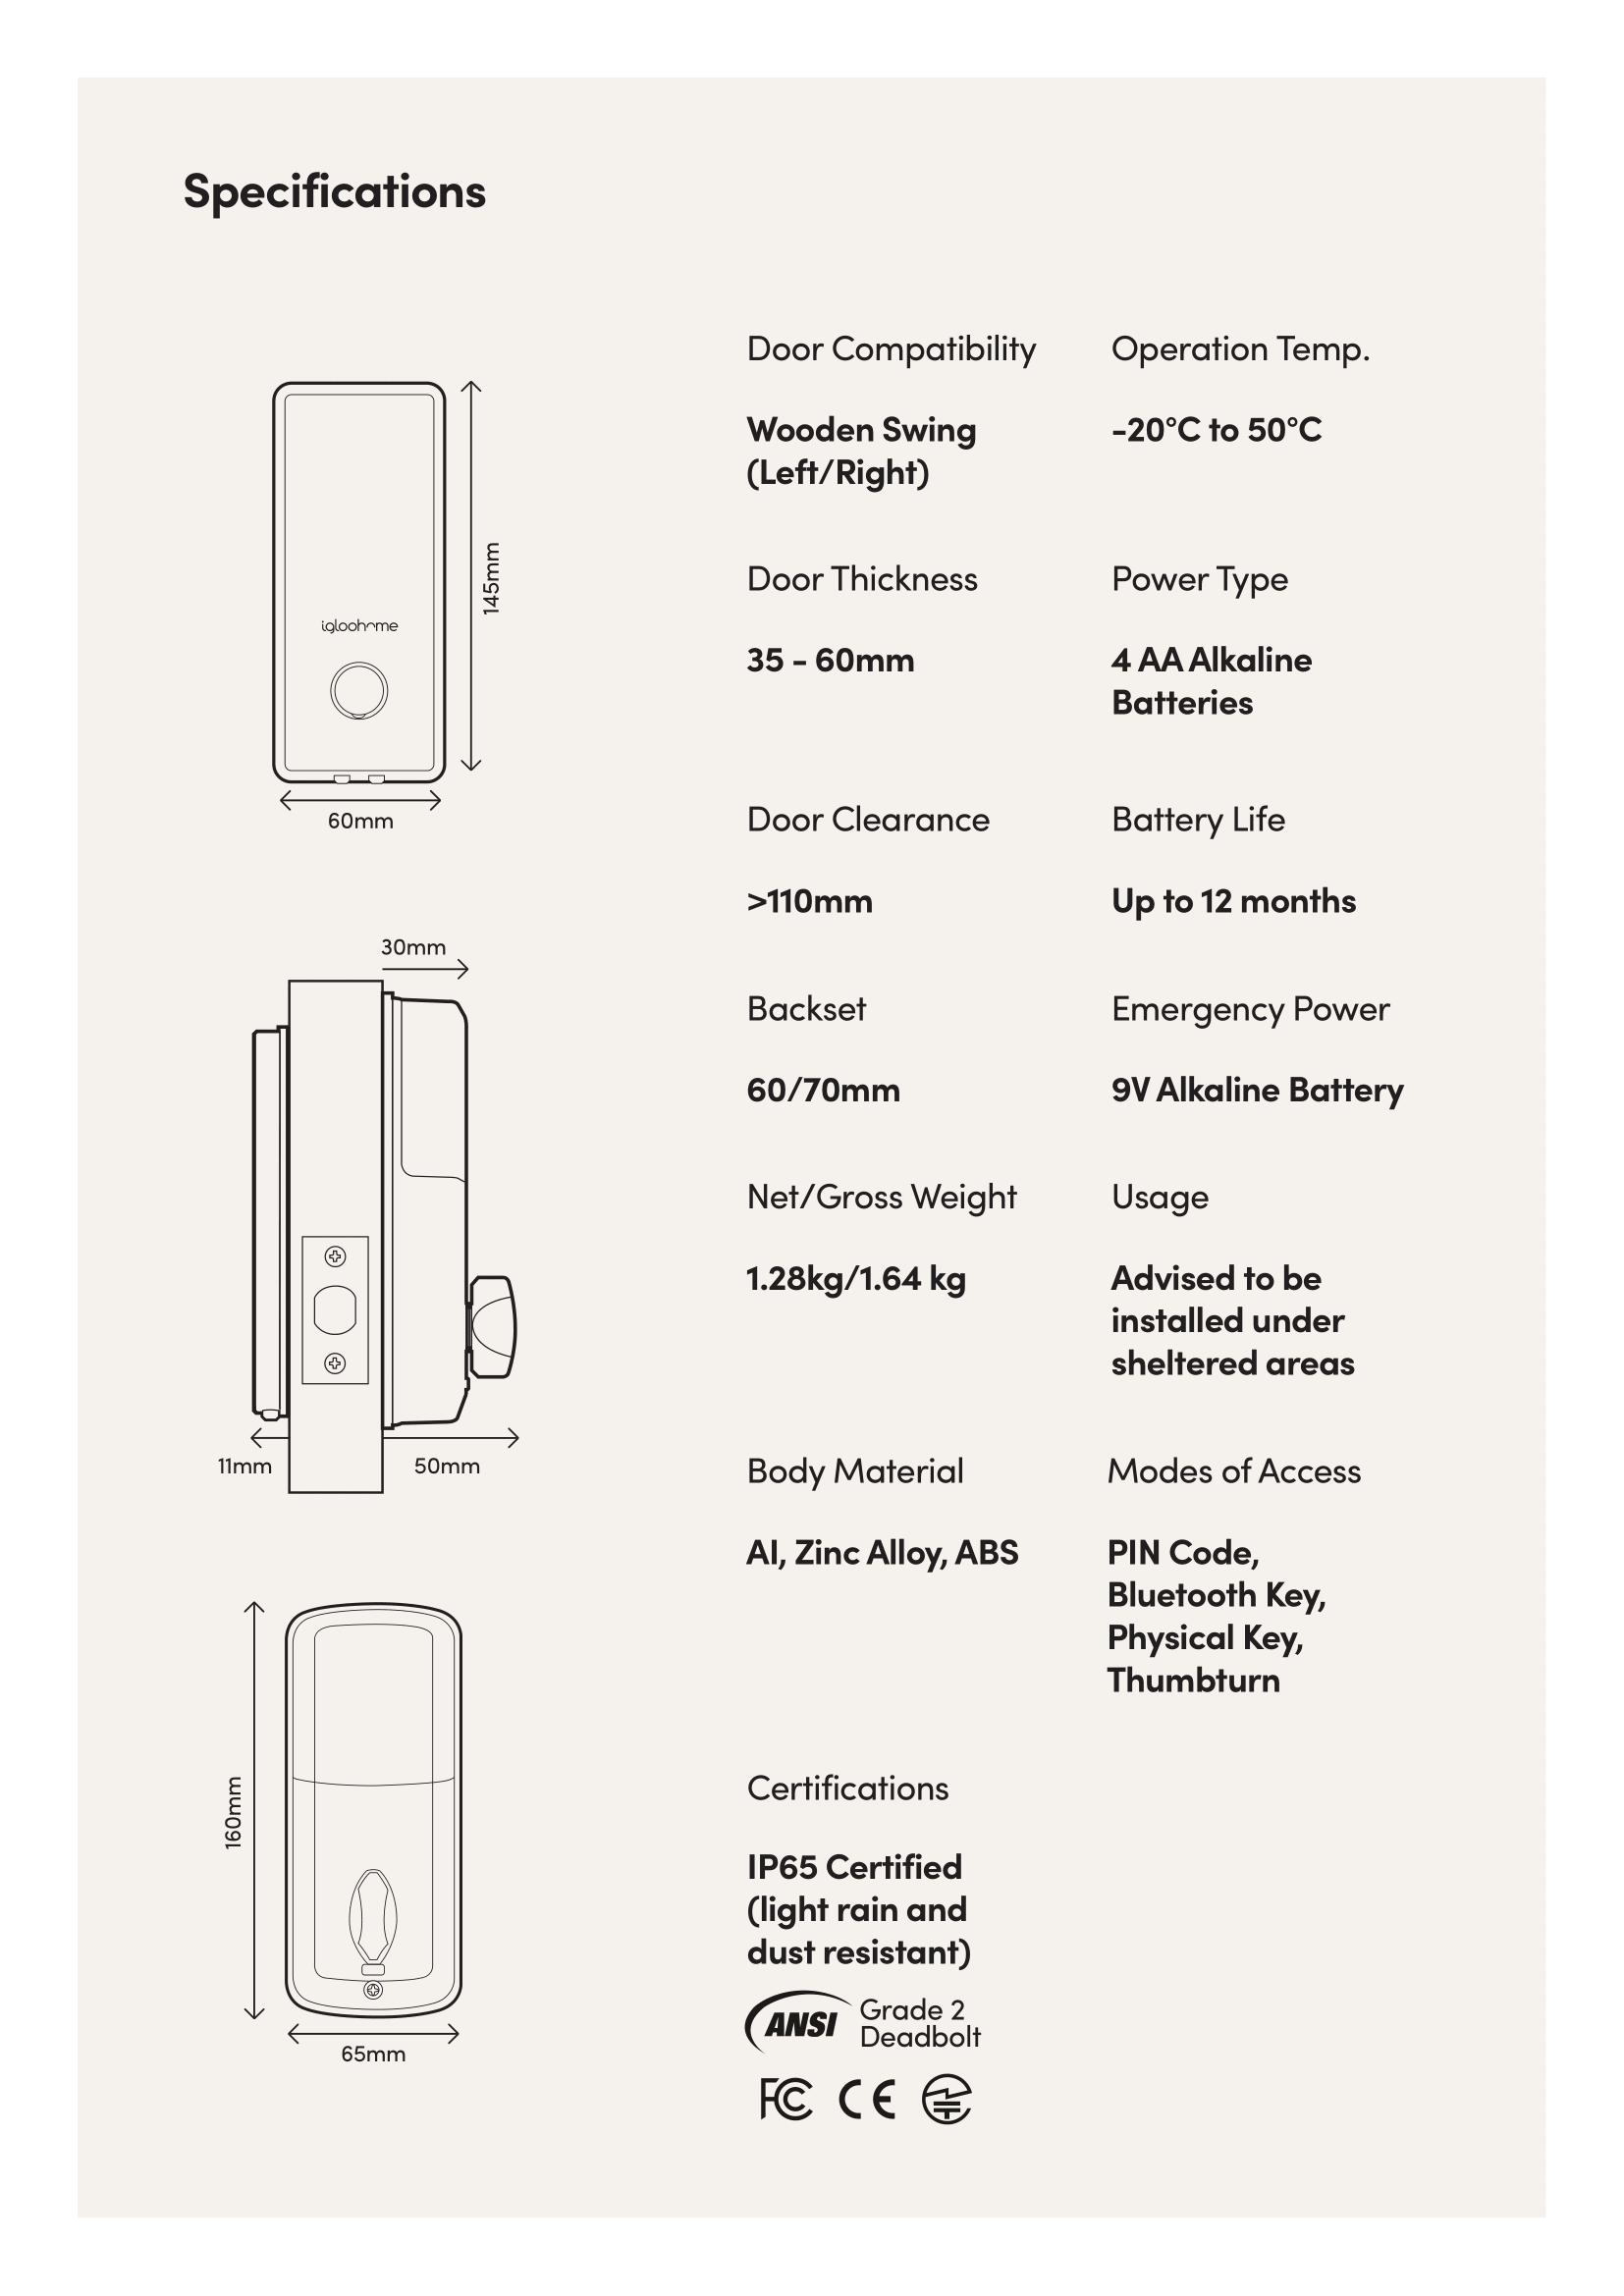 Specifications
igloohome
145mm
60mm
30mm
11mm
50mm
160mm
65mm
Door Compatibility
Wooden Swing
(Left/Right)
Operation Temp.
-20°C to 50°C
Door Thickness
35 - 60mm
Power Type
4 AA Alkaline
Batteries
Door Clearance
>110mm
Battery Life
Up to 12 months
Backset
60/70mm
Emergency Power
9V Alkaline Battery
Net/Gross Weight
1.28kg/1.64 kg
Usage
Advised to be
installed under
sheltered areas
Body Material
AI, Zinc Alloy, ABS
Modes of Access
PIN Code,
Bluetooth Key,
Physical Key,
Thumbturn
Certifications
IP65 Certified
(light rain and
dust resistant)
ANSI
Grade 2
Deadbolt
FC CE